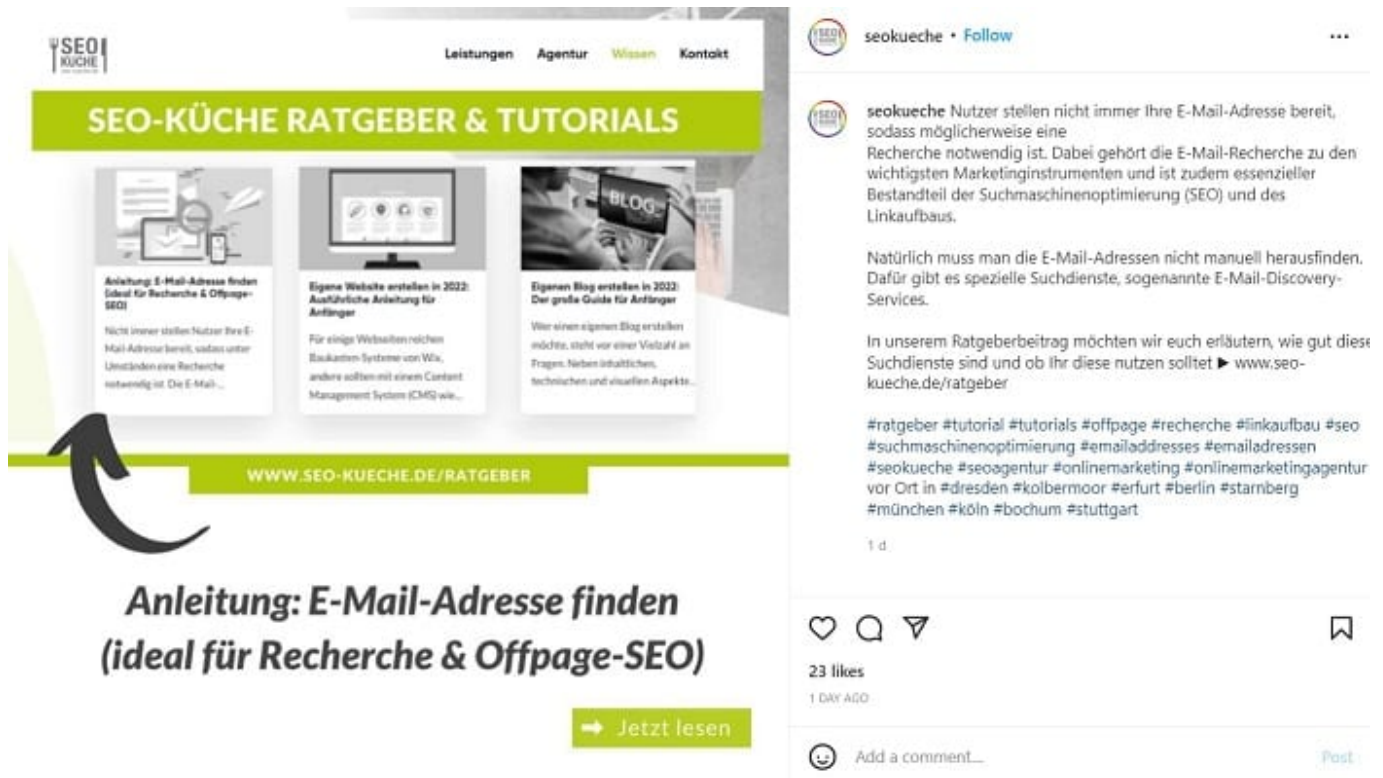 SEO
KÜCHE
Leistungen Agentur Wissen Kontakt
SEO-KÜCHE RATGEBER & TUTORIALS
BLOG
Anleitung: E-Mail-Adresse finden
(ideal für Recherche & Offpage-
SEO)
Nicht immer stellen Nutzer Ihre E-
Mail-Adresse bereit, sodass unter
Umständen eine Recherche
notwendig ist. Die E-Mail-...
Eigene Website erstellen in 2022:
Ausführliche Anleitung für
Anfänger
Für einige Webseiten reichen
Baukasten-Systeme von Wix,
andere sollten mit einem Content
Management System (CMS) wie...
Eigenen Blog erstellen in 2022:
Der große Guide für Anfänger
Wer einen eigenen Blog erstellen
möchte, steht vor einer Vielzahl an
Fragen. Neben inhaltlichen,
technischen und visuellen Aspekte...
WWW.SEO-KUECHE.DE/RATGEBER
Anleitung: E-Mail-Adresse finden
(ideal für Recherche & Offpage-SEO)
Jetzt lesen
seokueche • Follow
seokueche Nutzer stellen nicht immer Ihre E-Mail-Adresse bereit,
sodass möglicherweise eine
Recherche notwendig ist. Dabei gehört die E-Mail-Recherche zu den
wichtigsten Marketinginstrumenten und ist zudem essenzieller
Bestandteil der Suchmaschinenoptimierung (SEO) und des
Linkaufbaus.
Natürlich muss man die E-Mail-Adressen nicht manuell herausfinden.
Dafür gibt es spezielle Suchdienste, sogenannte E-Mail-Discovery-
Services.
In unserem Ratgeberbeitrag möchten wir euch erläutern, wie gut diese
Suchdienste sind und ob Ihr diese nutzen solltet ▶ www.seo-
kueche.de/ratgeber
#ratgeber #tutorial #tutorials #offpage #recherche #linkaufbau #seo
#suchmaschinenoptimierung #emailaddresses #emailadressen
#seokueche #seoagentur #onlinemarketing #onlinemarketingagentur
vor Ort in #dresden #kolbermoor #erfurt #berlin #starnberg
#münchen #köln #bochum #stuttgart
1 d
23 likes
1 DAY AGO
Add a comment... Post